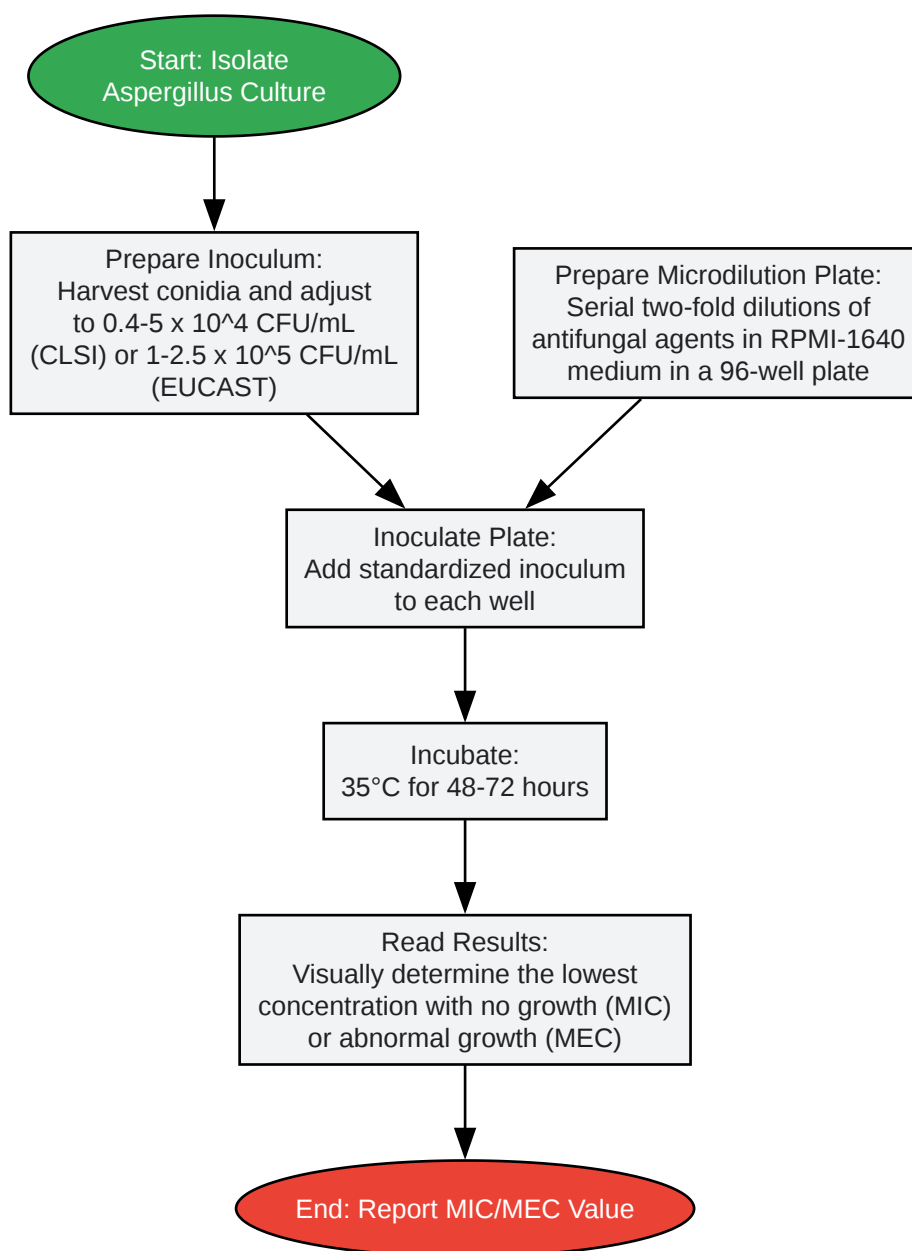 Start: Isolate
Aspergillus Culture
Prepare Inoculum:
Harvest conidia and adjust
to 0.4-5 x 10^4 CFU/mL
(CLSI) or 1-2.5 x 10^5 CFU/mL
(EUCAST)
Prepare Microdilution Plate:
Serial two-fold dilutions of
antifungal agents in RPMI-1640
medium in a 96-well plate
Inoculate Plate:
Add standardized inoculum
to each well
Incubate:
35°C for 48-72 hours
Read Results:
Visually determine the lowest
concentration with no growth (MIC)
or abnormal growth (MEC)
End: Report MIC/MEC Value